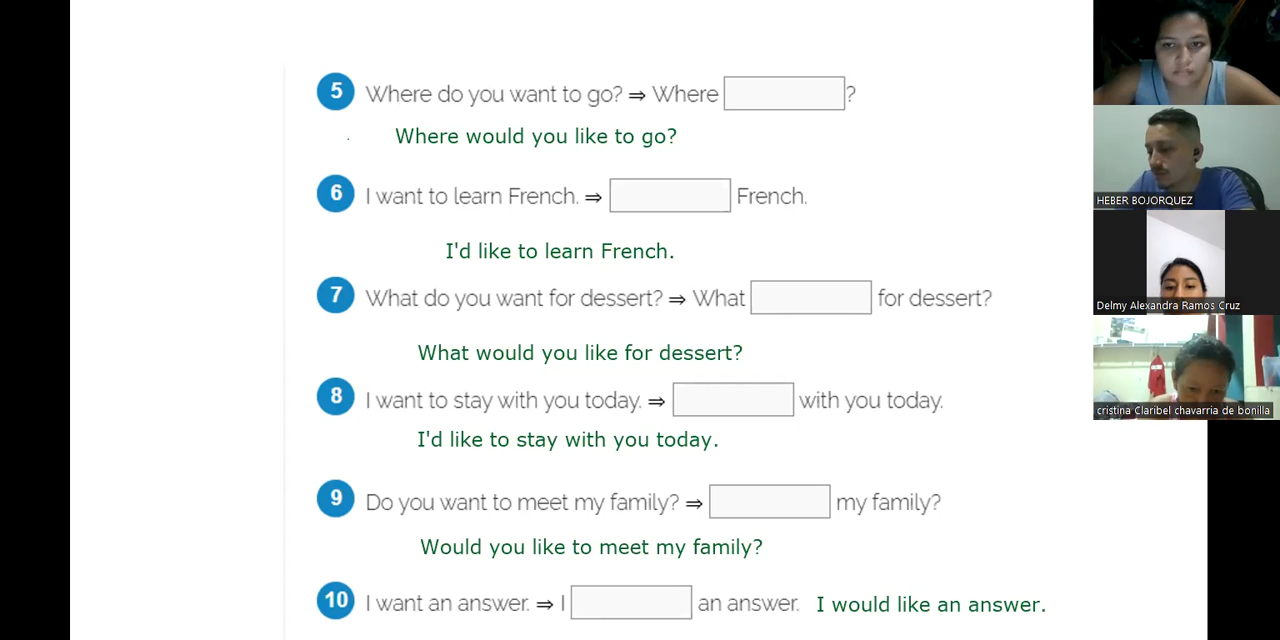 5 Where do you want to go? ⇒ Where ?
Where would you like to go?
6 I want to learn French. ⇒ French.
I'd like to learn French.
7 What do you want for dessert? ⇒ What for dessert?
What would you like for dessert?
8 I want to stay with you today. ⇒ with you today.
I'd like to stay with you today.
9 Do you want to meet my family? ⇒ my family?
Would you like to meet my family?
10 I want an answer. ⇒ I an answer. I would like an answer.
HEBER BOJORQUEZ
Delmy Alexandra Ramos Cruz
cristina Claribel chavarria de bonilla